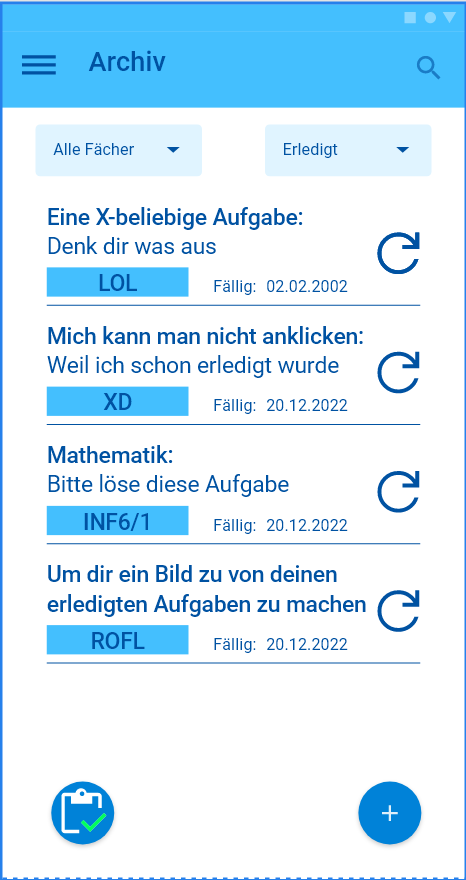 Archiv
Alle Fächer
Erledigt
Eine X-beliebige Aufgabe:
Denk dir was aus
LOL
Fällig: 02.02.2002
Mich kann man nicht anklicken:
Weil ich schon erledigt wurde
XD
Fällig: 20.12.2022
Mathematik:
Bitte löse diese Aufgabe
INF6/1
Fällig: 20.12.2022
Um dir ein Bild zu von deinen
erledigten Aufgaben zu machen
ROFL
Fällig: 20.12.2022
+